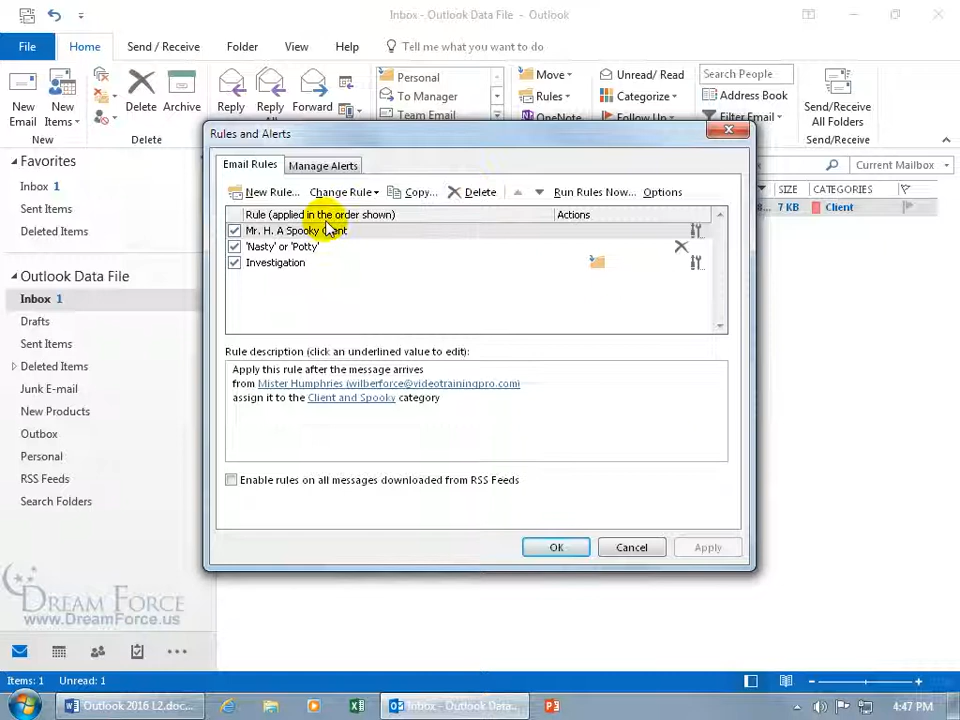 Inbox - Outlook Data File - Outlook
File Home Send / Receive Folder View Help Tell me what you want to do
New Email
New Items
Delete Archive
Reply Reply All Forward
Personal
To Manager
Team Email
Move
Rules
OneNote
Unread/ Read
Categorize
Follow Up
Search People
Address Book
Filter Email
Send/Receive All Folders
New Delete Send/Receive
Favorites
Inbox 1
Sent Items
Deleted Items
Outlook Data File
Inbox 1
Drafts
Sent Items
Deleted Items
Junk E-mail
New Products
Outbox
Personal
RSS Feeds
Search Folders
Current Mailbox
SIZE CATEGORIES
7 KB Client
Rules and Alerts
Email Rules Manage Alerts
New Rule... Change Rule Copy... Delete Run Rules Now... Options
Rule (applied in the order shown) Actions
Mr. H. A Spooky Client
'Nasty' or 'Potty'
Investigation
Rule description (click an underlined value to edit):
Apply this rule after the message arrives
from Mister Humphries (wilberforce@videotrainingpro.com)
assign it to the Client and Spooky category
Enable rules on all messages downloaded from RSS Feeds
OK Cancel Apply
DREAM FORCE
www.DreamForce.us
Items: 1 Unread: 1
Outlook 2016 L2.doc... Inbox - Outlook Data... 4:47 PM